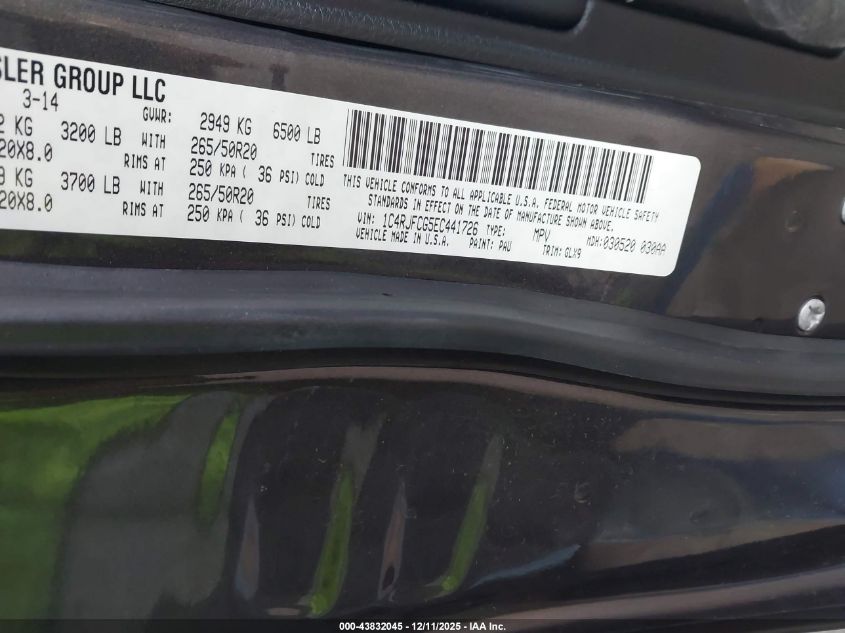 SLER GROUP LLC
3-14
GVWR: 2949 KG 6500 LB
KG 3200 LB WITH 265/50R20 TIRES
20X8.0 RIMS AT 250 KPA ( 36 PSI) COLD
KG 3700 LB WITH 265/50R20 TIRES
20X8.0 RIMS AT 250 KPA ( 36 PSI) COLD
THIS VEHICLE CONFORMS TO ALL APPLICABLE U.S.A. FEDERAL MOTOR VEHICLE SAFETY
STANDARDS IN EFFECT ON THE DATE OF MANUFACTURE SHOWN ABOVE.
VIN: 1C4RJFCG5EC441726 TYPE: MPV MDH:030520 030AA
VEHICLE MADE IN U.S.A. PAINT: PAU TRIM: QLX9
000-43832045 - 12/11/2025 - IAA Inc.